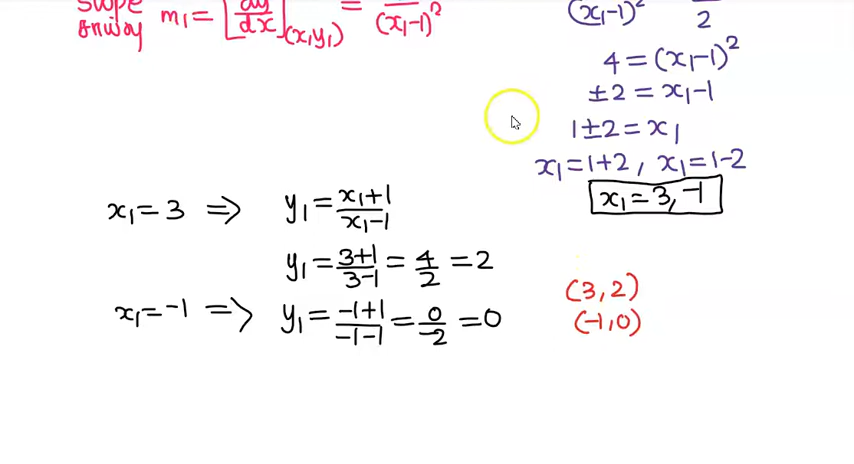 slope anyway m₁ = [dy/dx](x₁y₁) = /(x₁−1)²
(x₁−1)² 2
4 = (x₁−1)²
±2 = x₁−1
1±2 = x₁
x₁ = 1+2 , x₁ = 1−2
x₁ = 3, −1
x₁ = 3 ⇒ y₁ = (x₁+1)/(x₁−1)
y₁ = (3+1)/(3−1) = 4/2 = 2
x₁ = −1 ⇒ y₁ = (−1+1)/(−1−1) = 0/−2 = 0
(3, 2)
(−1, 0)